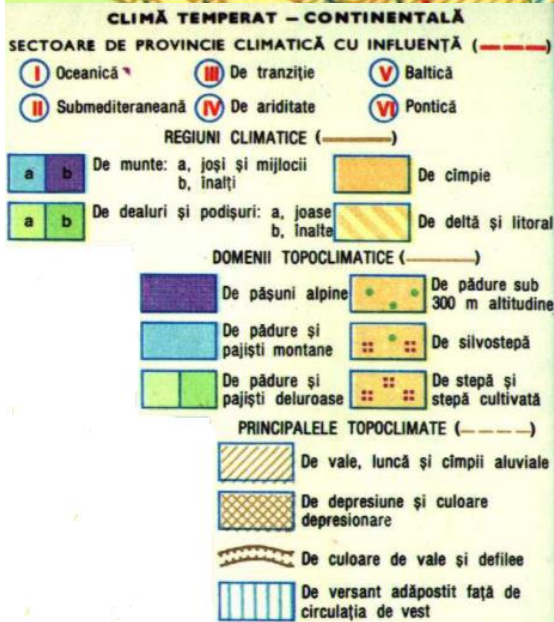 CLIMĂ TEMPERAT – CONTINENTALĂ
SECTOARE DE PROVINCIE CLIMATICĂ CU INFLUENȚĂ (
I Oceanică
III De tranziție
V Baltică
II Submediteraneană
IV De ariditate
VI Pontică
REGIUNI CLIMATICE (
)
a b De munte: a, joși și mijlocii
b, înalți
De cîmpie
a b De dealuri și podișuri: a, joase
b, înalte
De deltă și litoral
DOMENII TOPOCLIMATICE (
)
De pășuni alpine
De pădure sub
300 m altitudine
De pădure și
pajiști montane
De silvostepă
De pădure și
pajiști deluroase
De stepă și
stepă cultivată
PRINCIPALELE TOPOCLIMATE (
)
De vale, luncă și cîmpii aluviale
De depresiune și culoare
depresionare
De culoare de vale și defilee
De versant adăpostit față de
circulația de vest